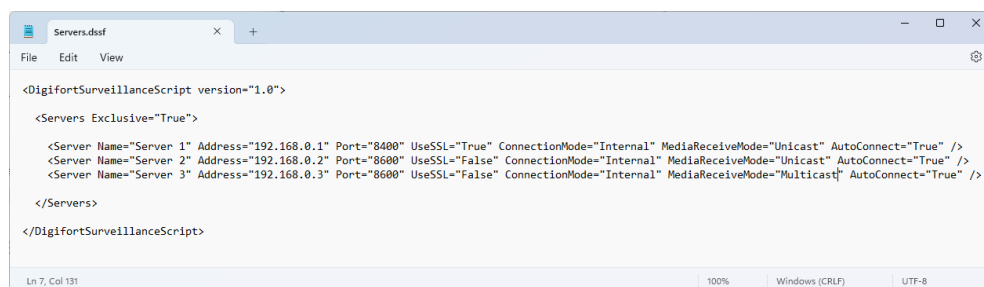 Servers.dssf
File Edit View
<DigifortSurveillanceScript version="1.0">
<Servers Exclusive="True">
<Server Name="Server 1" Address="192.168.0.1" Port="8400" UseSSL="True" ConnectionMode="Internal" MediaReceiveMode="Unicast" AutoConnect="True" />
<Server Name="Server 2" Address="192.168.0.2" Port="8600" UseSSL="False" ConnectionMode="Internal" MediaReceiveMode="Unicast" AutoConnect="True" />
<Server Name="Server 3" Address="192.168.0.3" Port="8600" UseSSL="False" ConnectionMode="Internal" MediaReceiveMode="Multicast" AutoConnect="True" />
</Servers>
</DigifortSurveillanceScript>
Ln 7, Col 131 100% Windows (CRLF) UTF-8